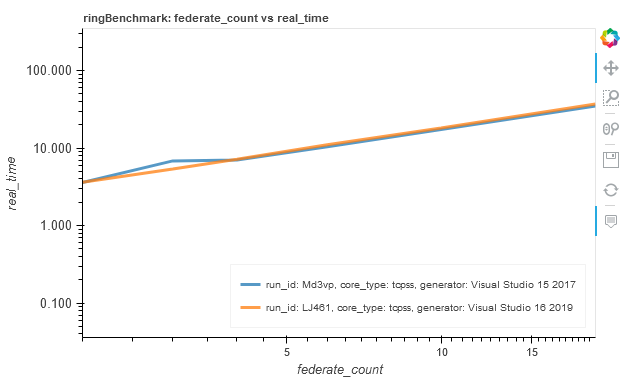 ringBenchmark: federate_count vs real_time
100.000
10.000
1.000
0.100
real_time
run_id: Md3vp, core_type: tcpss, generator: Visual Studio 15 2017
run_id: LJ461, core_type: tcpss, generator: Visual Studio 16 2019
5
10
15
federate_count